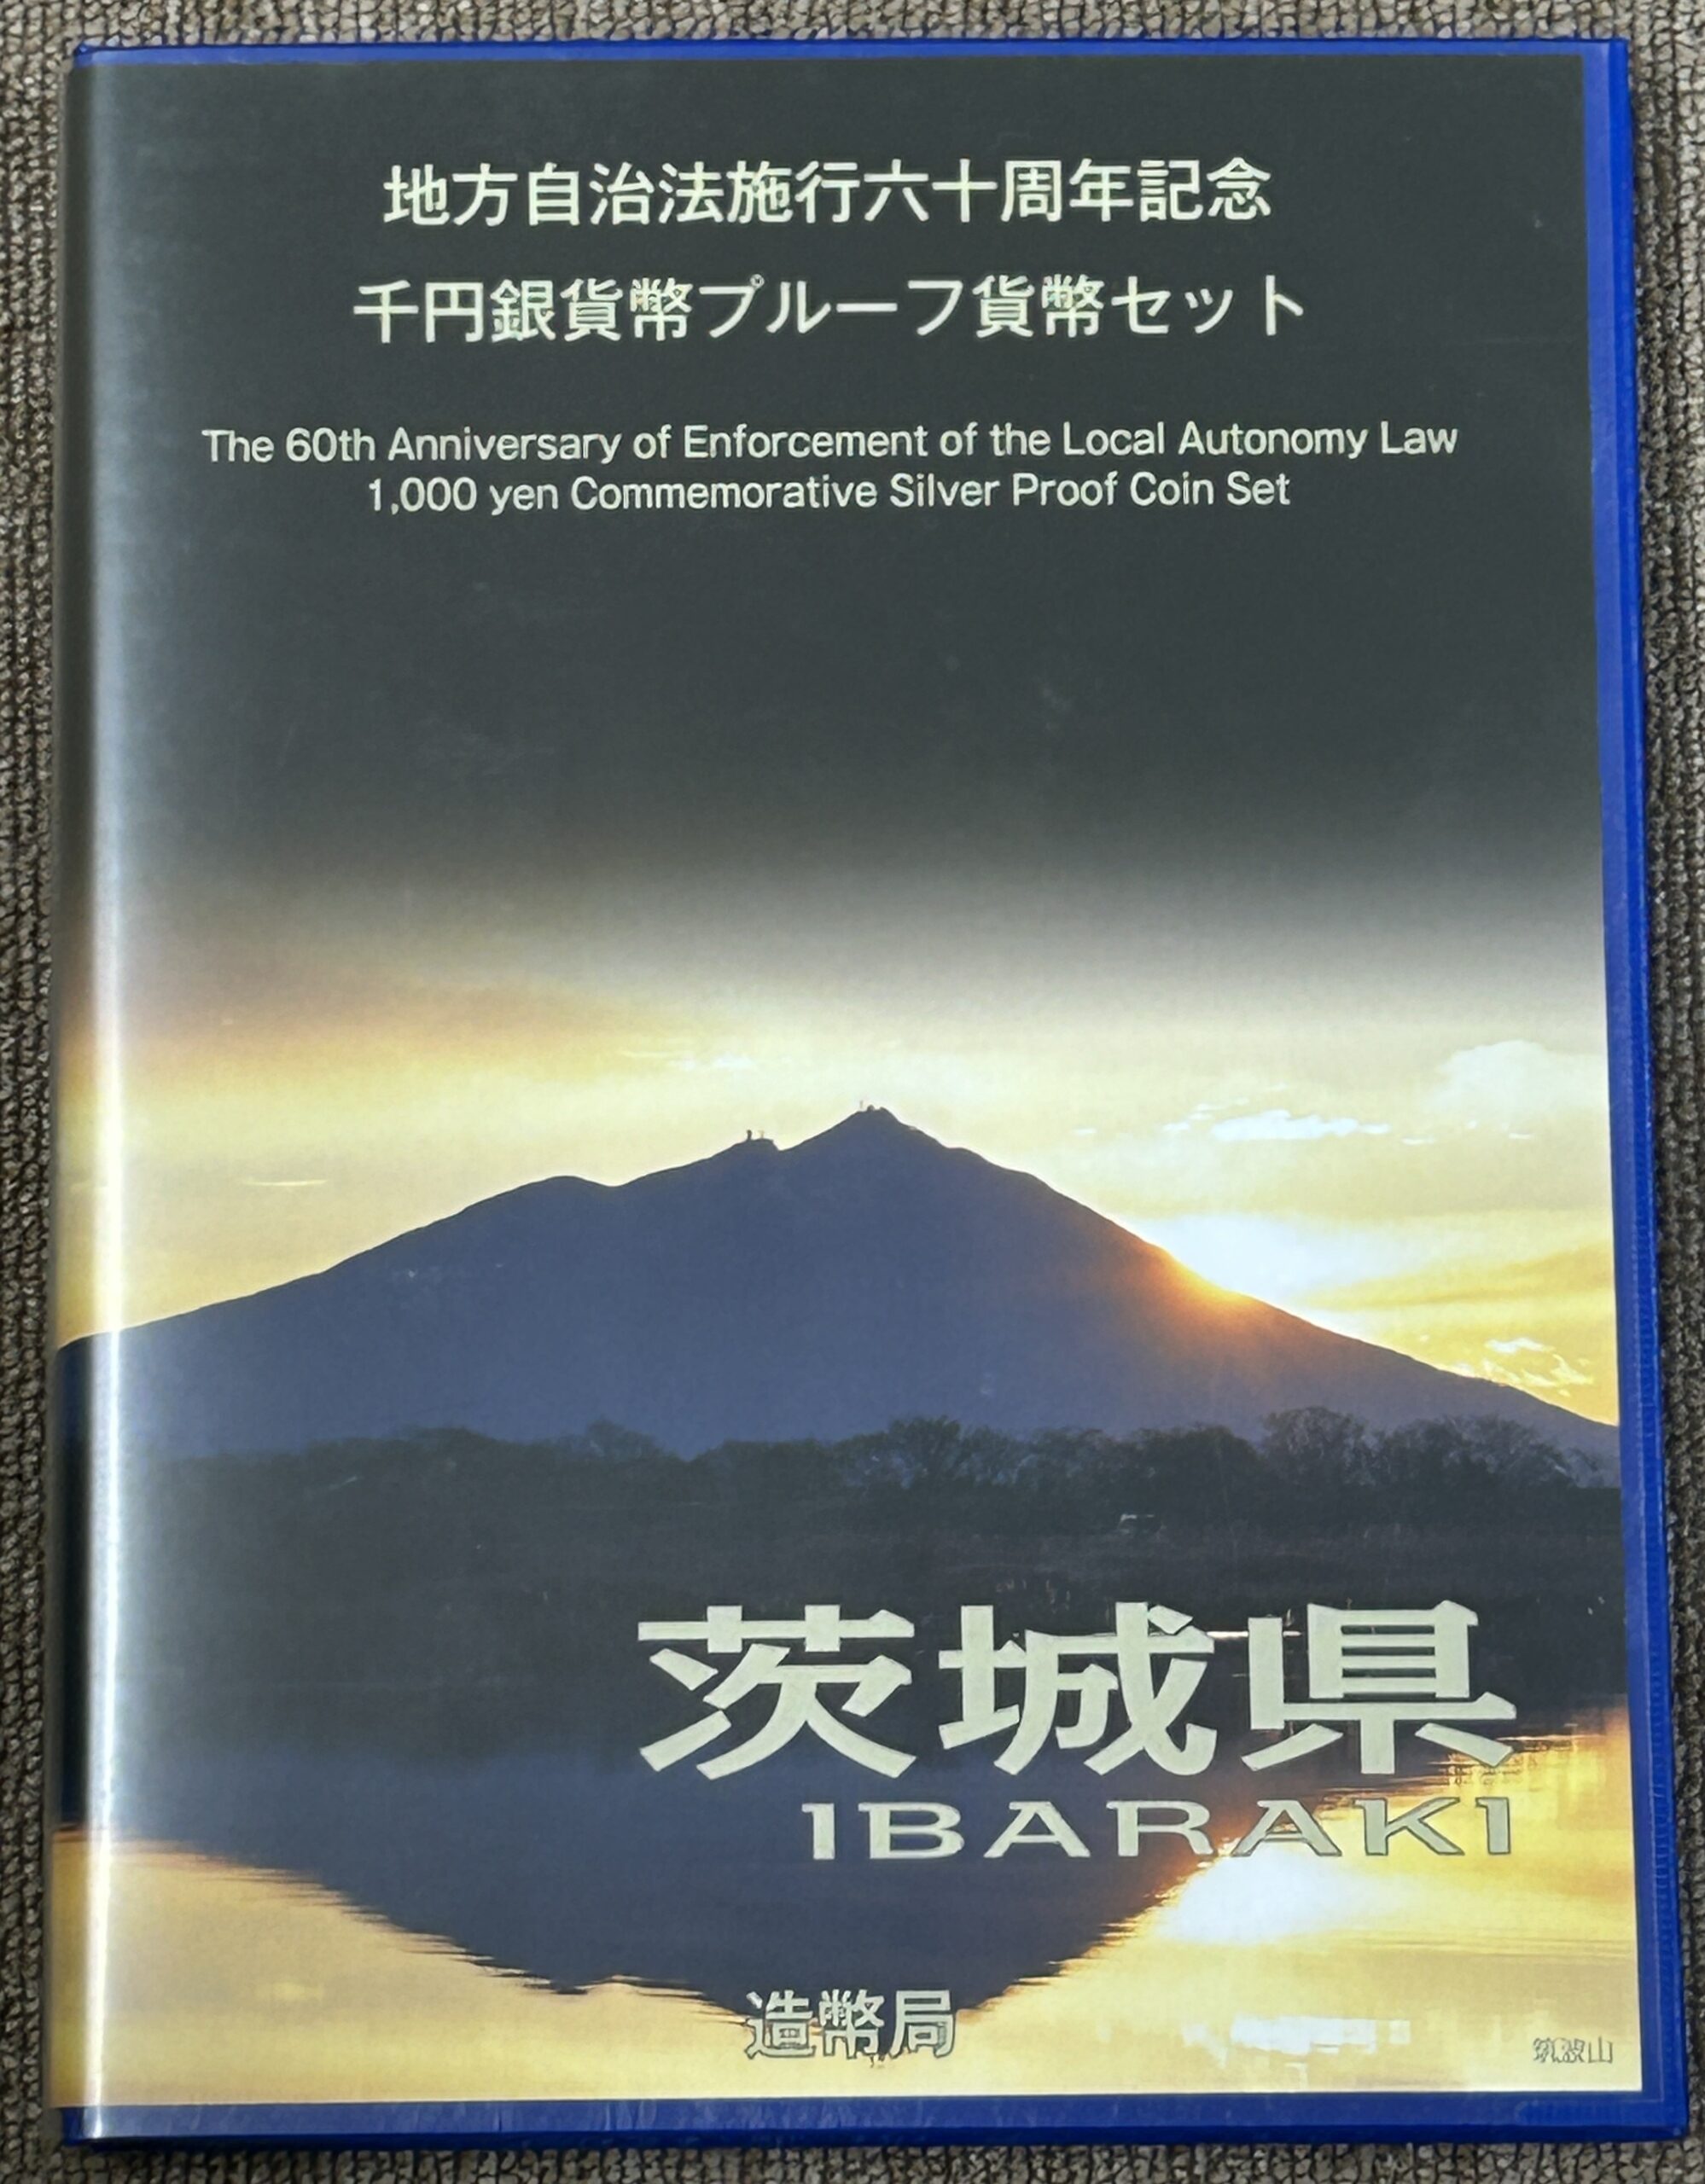 地方自治法施行六十周年記念
千円銀貨幣プルーフ貨幣セット
The 60th Anniversary of Enforcement of the Local Autonomy Law
1,000 yen Commemorative Silver Proof Coin Set
茨城県
IBARAKI
造幣局
筑波山